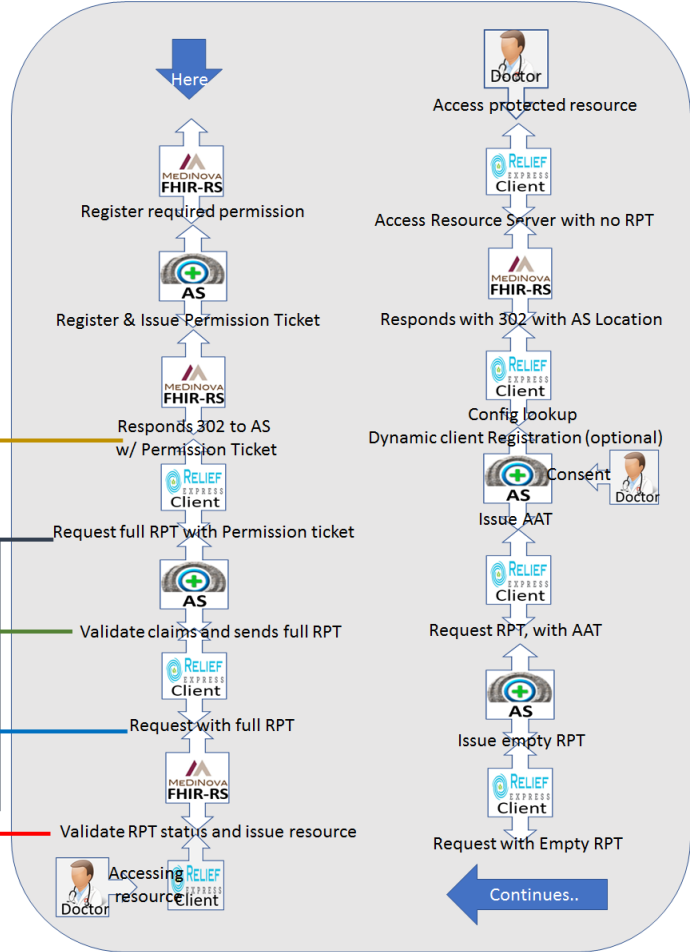 Here
MEDINOVA
FHIR-RS
Register required permission
AS
Register & Issue Permission Ticket
MEDINOVA
FHIR-RS
Responds 302 to AS
w/ Permission Ticket
RELIEF
EXPRESS
Client
Request full RPT with Permission ticket
AS
Validate claims and sends full RPT
RELIEF
EXPRESS
Client
Request with full RPT
MEDINOVA
FHIR-RS
Validate RPT status and issue resource
Doctor
Accessing
resource
RELIEF
EXPRESS
Client
Doctor
Access protected resource
RELIEF
EXPRESS
Client
Access Resource Server with no RPT
MEDINOVA
FHIR-RS
Responds with 302 with AS Location
RELIEF
EXPRESS
Client
Config lookup
Dynamic client Registration (optional)
AS
Consent
Doctor
Issue AAT
RELIEF
EXPRESS
Client
Request RPT, with AAT
AS
Issue empty RPT
RELIEF
EXPRESS
Client
Request with Empty RPT
Continues..